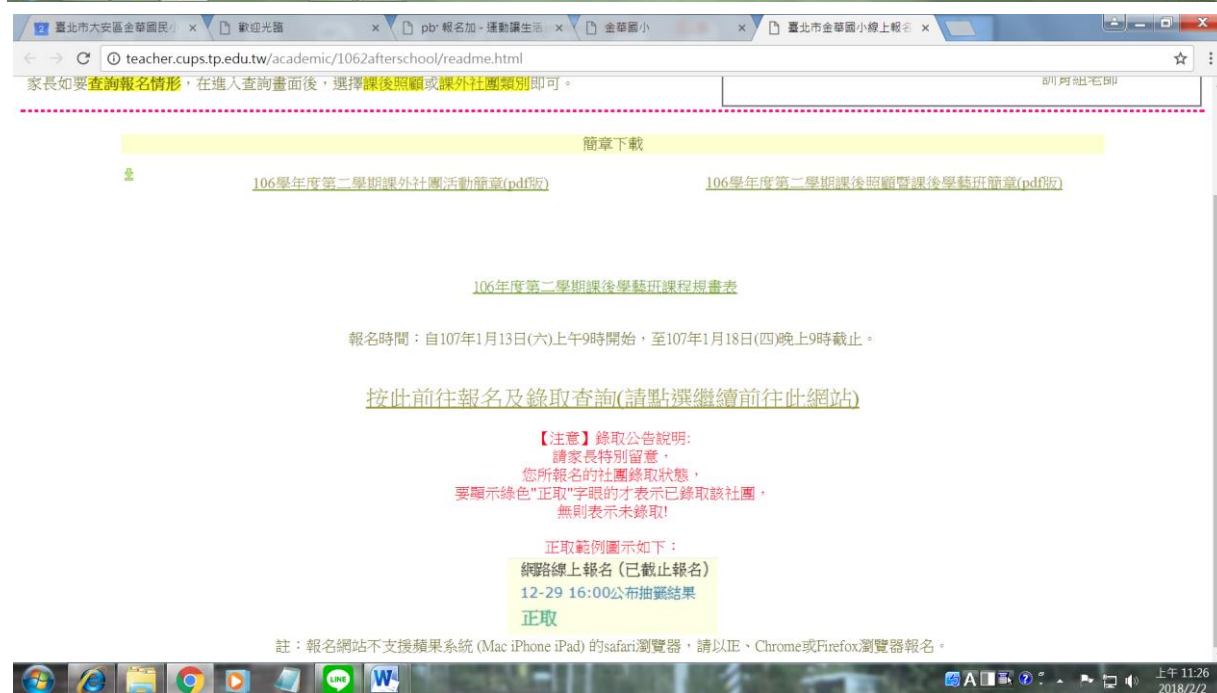 臺北市大安區金華國民小
歡迎光臨
pb' 報名加 - 運動讓生活
金華國小
臺北市金華國小線上報名
teacher.cups.tp.edu.tw/academic/1062afterschool/readme.html
家長如要查詢報名情形，在進入查詢畫面後，選擇課後照顧或課外社團類別即可。
訓育組老師
簡章下載
106學年度第二學期課外社團活動簡章(pdf版)
106學年度第二學期課後照顧暨課後學藝班簡章(pdf版)
106年度第二學期課後學藝班課程規畫表
報名時間：自107年1月13日(六)上午9時開始，至107年1月18日(四)晚上9時截止。
按此前往報名及錄取查詢(請點選繼續前往此網站)
【注意】錄取公告說明:
請家長特別留意，
您所報名的社團錄取狀態，
要顯示綠色"正取"字眼的才表示已錄取該社團，
無則表示未錄取!
正取範例圖示如下：
網路線上報名 (已截止報名)
12-29 16:00公布抽籤結果
正取
註：報名網站不支援蘋果系統 (Mac iPhone iPad) 的safari瀏覽器，請以IE、Chrome或Firefox瀏覽器報名。
LINE
W
A
上午 11:26
2018/2/2